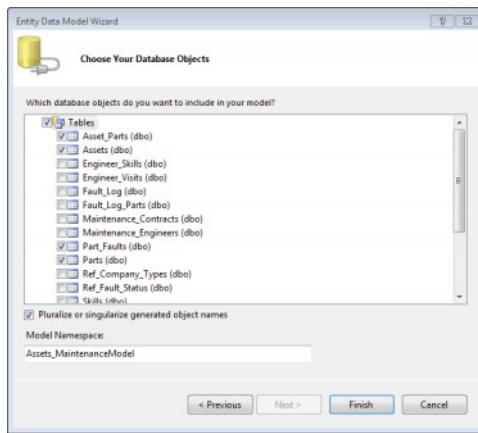 Entity Data Model Wizard
Choose Your Database Objects
Which database objects do you want to include in your model?
Tables
Asset_Parts (dbo)
Assets (dbo)
Engineer_Skills (dbo)
Engineer_Visits (dbo)
Fault_Log (dbo)
Fault_Log_Parts (dbo)
Maintenance_Contracts (dbo)
Maintenance_Engineers (dbo)
Part_Faults (dbo)
Parts (dbo)
Ref_Company_Types (dbo)
Ref_Fault_Status (dbo)
Skills (dbo)
Pluralize or singularize generated object names
Model Namespace:
Assets_MaintenanceModel
< Previous Next > Finish Cancel